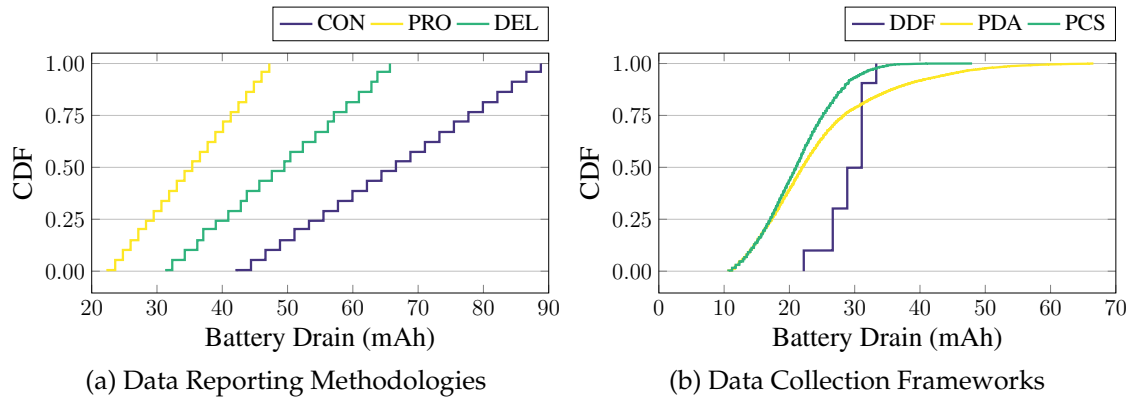 CON PRO DEL
1.00
0.75
0.50
0.25
0.00
CDF
20 30 40 50 60 70 80 90
Battery Drain (mAh)
(a) Data Reporting Methodologies
DDF PDA PCS
1.00
0.75
0.50
0.25
0.00
CDF
0 10 20 30 40 50 60 70
Battery Drain (mAh)
(b) Data Collection Frameworks